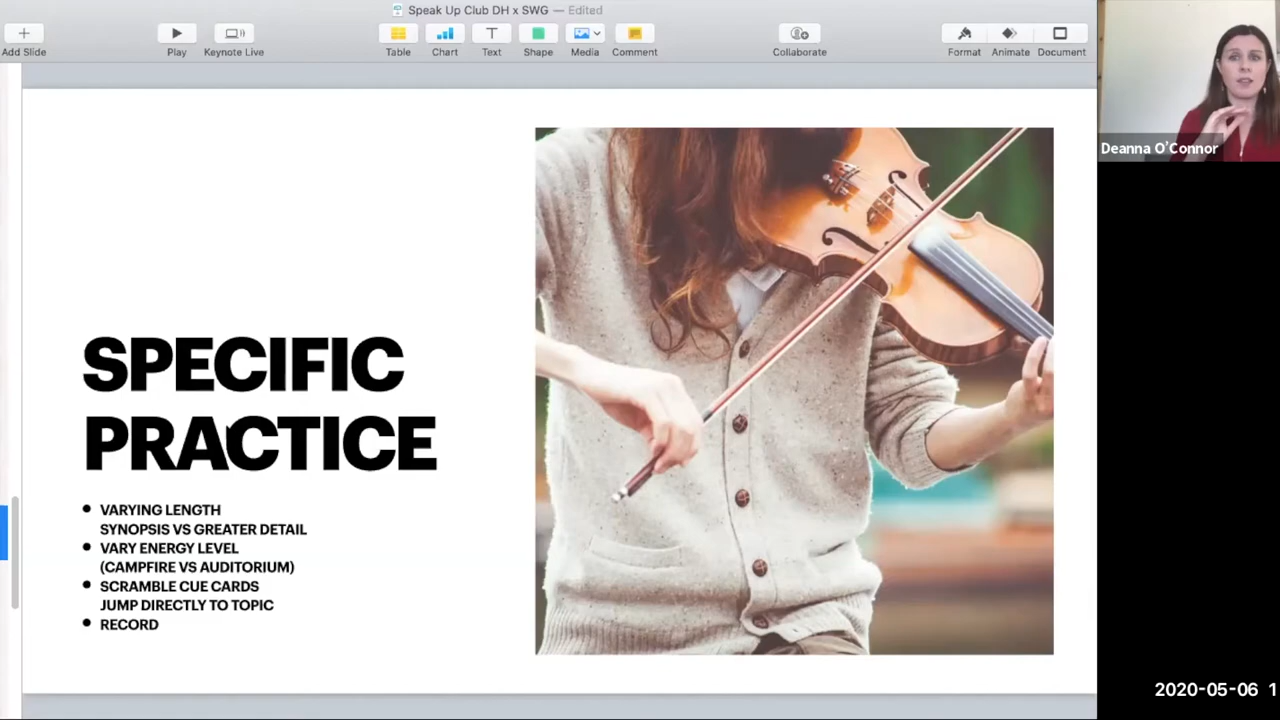 Speak Up Club DH x SWG — Edited
Add Slide
Play
Keynote Live
Table
Chart
Text
Shape
Media
Comment
Collaborate
Format
Animate
Document
Deanna O'Connor
SPECIFIC
PRACTICE
• VARYING LENGTH
SYNOPSIS VS GREATER DETAIL
• VARY ENERGY LEVEL
(CAMPFIRE VS AUDITORIUM)
• SCRAMBLE CUE CARDS
JUMP DIRECTLY TO TOPIC
• RECORD
2020-05-06 1